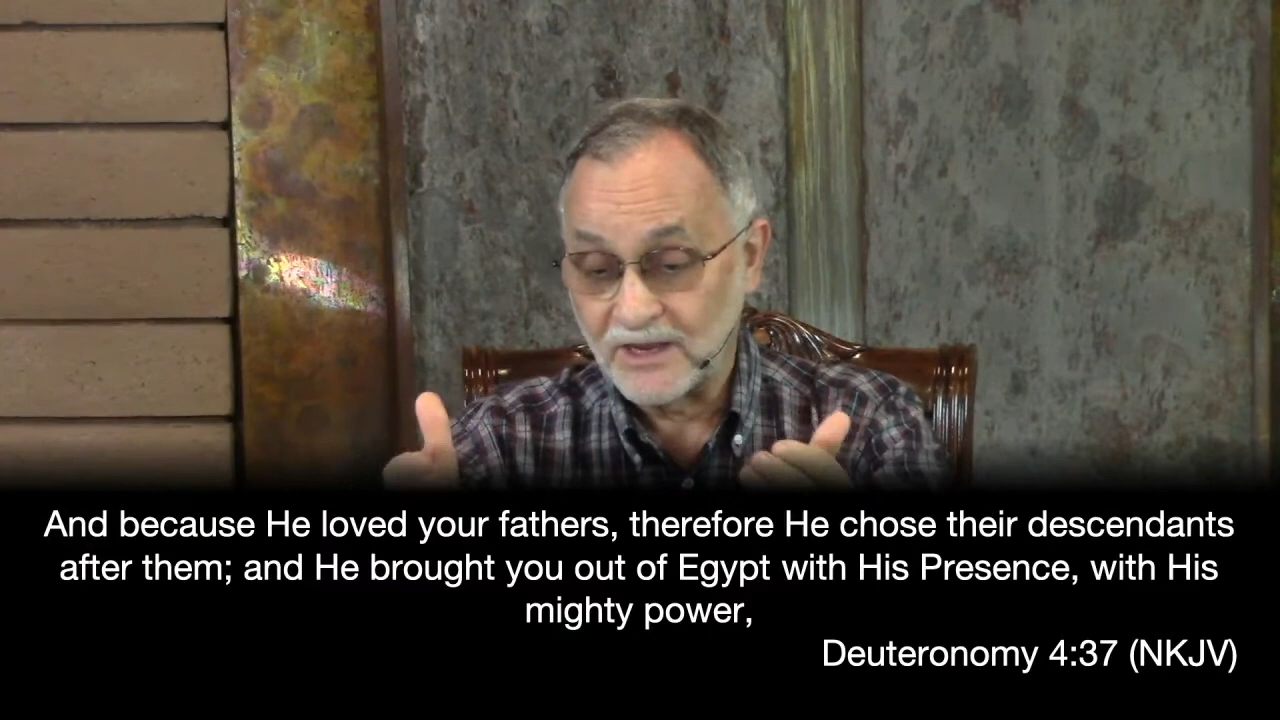 And because He loved your fathers, therefore He chose their descendants
after them; and He brought you out of Egypt with His Presence, with His
mighty power,
Deuteronomy 4:37 (NKJV)